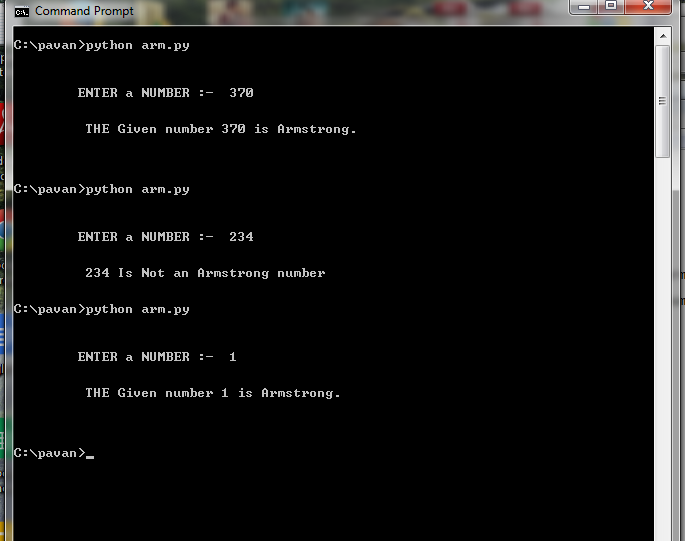 Command Prompt
C:\pavan>python arm.py
ENTER a NUMBER :- 370
THE Given number 370 is Armstrong.
C:\pavan>python arm.py
ENTER a NUMBER :- 234
234 Is Not an Armstrong number
C:\pavan>python arm.py
ENTER a NUMBER :- 1
THE Given number 1 is Armstrong.
C:\pavan>_